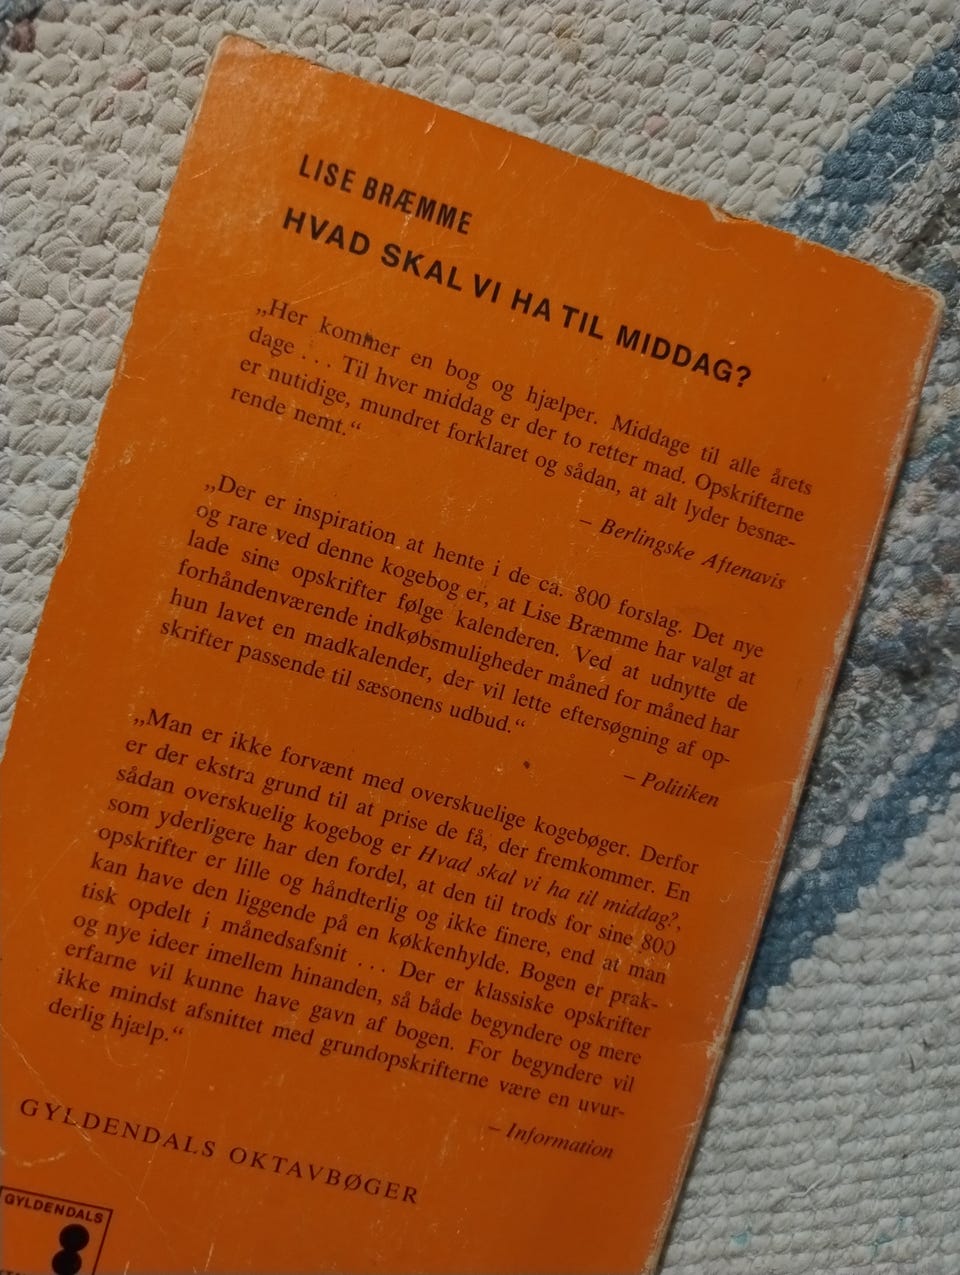 LISE BRÆMME
HVAD SKAL VI HA TIL MIDDAG?
„Her kommer en bog og hjælper. Middage til alle årets
dage . . . Til hver middag er der to retter mad. Opskrifterne
er nutidige, mundret forklaret og sådan, at alt lyder besnæ-
rende nemt.“
– Berlingske Aftenavis
„Der er inspiration at hente i de ca. 800 forslag. Det nye
og rare ved denne kogebog er, at Lise Bræmme har valgt at
lade sine opskrifter følge kalenderen. Ved at udnytte de
forhåndenværende indkøbsmuligheder måned for måned har
hun lavet en madkalender, der vil lette eftersøgning af op-
skrifter passende til sæsonens udbud.“
– Politiken
„Man er ikke forvænt med overskuelige kogebøger. Derfor
er der ekstra grund til at prise de få, der fremkommer. En
sådan overskuelig kogebog er Hvad skal vi ha til middag?,
som yderligere har den fordel, at den til trods for sine 800
opskrifter er lille og håndterlig og ikke finere, end at man
kan have den liggende på en køkkenhylde. Bogen er prak-
tisk opdelt i månedsafsnit . . . Der er klassiske opskrifter
og nye ideer imellem hinanden, så både begyndere og mere
erfarne vil kunne have gavn af bogen. For begyndere vil
ikke mindst afsnittet med grundopskrifterne være en uvur-
derlig hjælp.“
– Information
GYLDENDALS OKTAVBØGER
GYLDENDALS